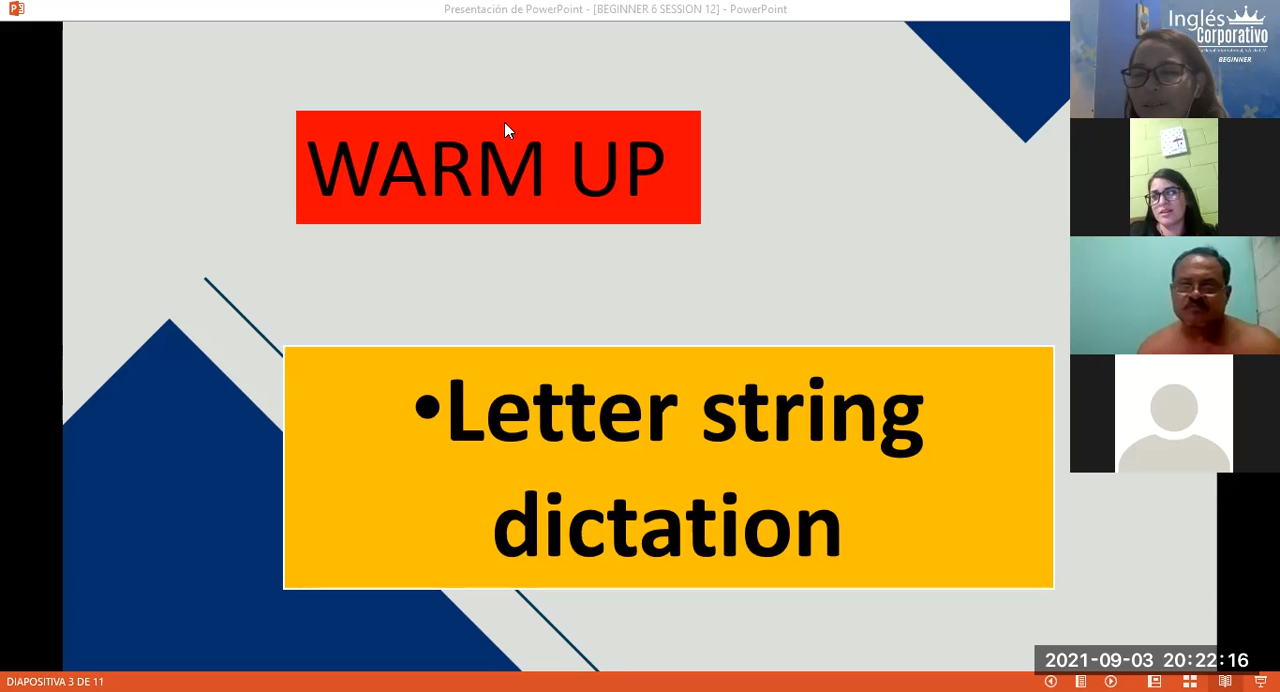 Presentación de PowerPoint - [BEGINNER 6 SESSION 12] - PowerPoint
Inglés
Corporativo
BEGINNER
WARM UP
•Letter string
dictation
2021-09-03 20:22:16
DIAPOSITIVA 3 DE 11